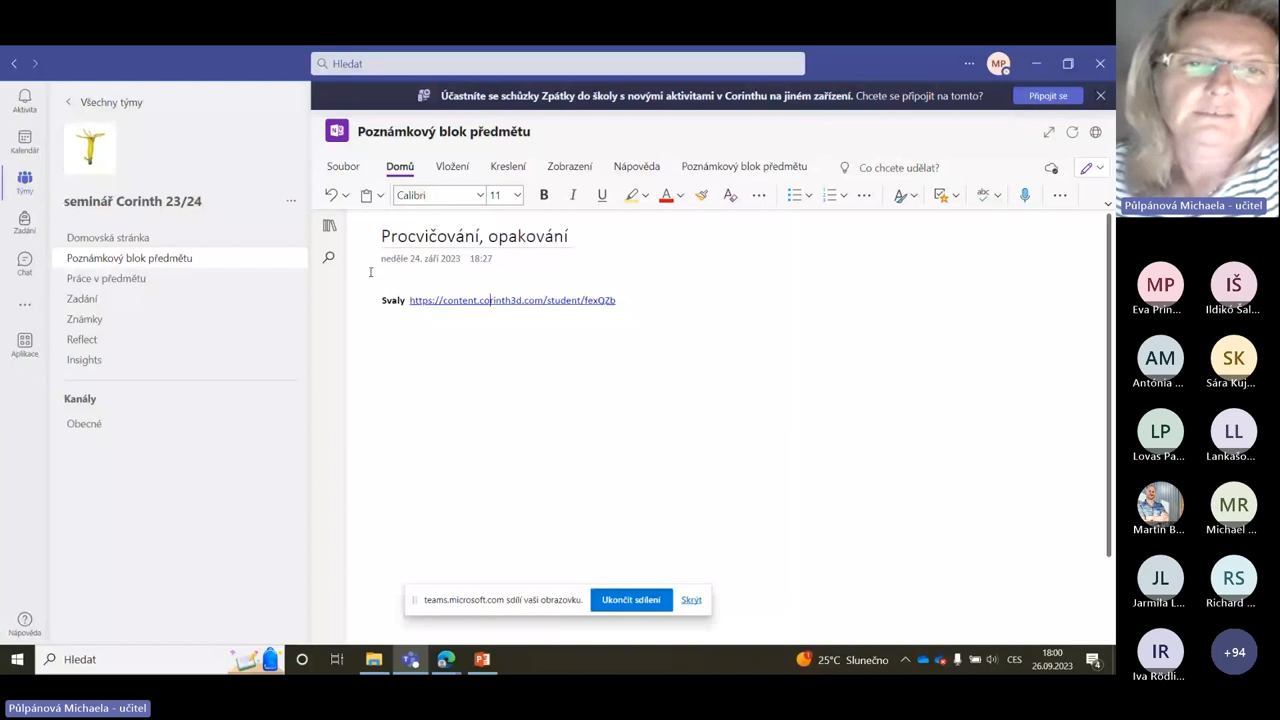 Hledat
MP
Účastníte se schůzky Zpátky do školy s novými aktivitami v Corinthu na jiném zařízení. Chcete se připojit na tomto?
Připojit se
Aktivita
Kalendář
Týmy
Zadání
Chat
Aplikace
Nápověda
Všechny týmy
seminář Corinth 23/24
Domovská stránka
Poznámkový blok předmětu
Práce v předmětu
Zadání
Známky
Reflect
Insights
Kanály
Obecné
Poznámkový blok předmětu
Soubor Domů Vložení Kreslení Zobrazení Nápověda Poznámkový blok předmětu Co chcete udělat?
Calibri 11 B I U A abc
Procvičování, opakování
neděle 24. září 2023 18:27
Svaly https://content.corinth3d.com/student/fexQZb
teams.microsoft.com sdílí vaši obrazovku. Ukončit sdílení Skrýt
Hledat
25°C Slunečno CES 18:00
26.09.2023
4
Půlpánová Michaela - učitel
MP IŠ
Eva Prin... Ildikó Šal...
AM SK
Antónia ... Sára Kuj...
LP LL
Lovas Pa... Lankašo...
MR
Martin B... Michael ...
JL RS
Jarmila L... Richard ...
IR +94
Iva Rödli...
Půlpánová Michaela - učitel